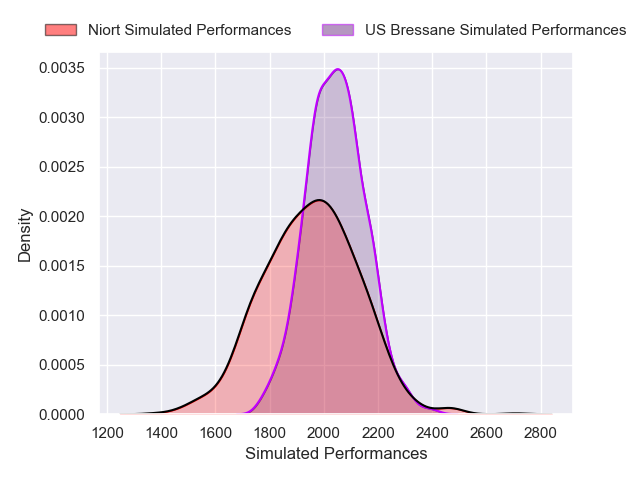 Niort Simulated Performances
US Bressane Simulated Performances
0.0035
0.0030
0.0025
0.0020
0.0015
0.0010
0.0005
0.0000
Density
1200 1400 1600 1800 2000 2200 2400 2600 2800
Simulated Performances